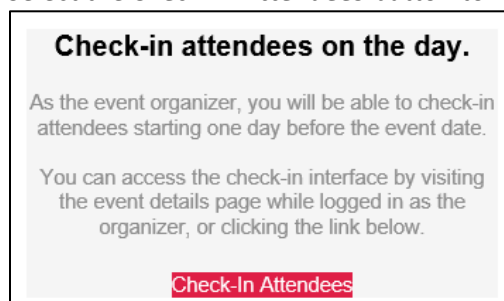 Check-in attendees on the day.
As the event organizer, you will be able to check-in
attendees starting one day before the event date.
You can access the check-in interface by visiting
the event details page while logged in as the
organizer, or clicking the link below.
Check-In Attendees